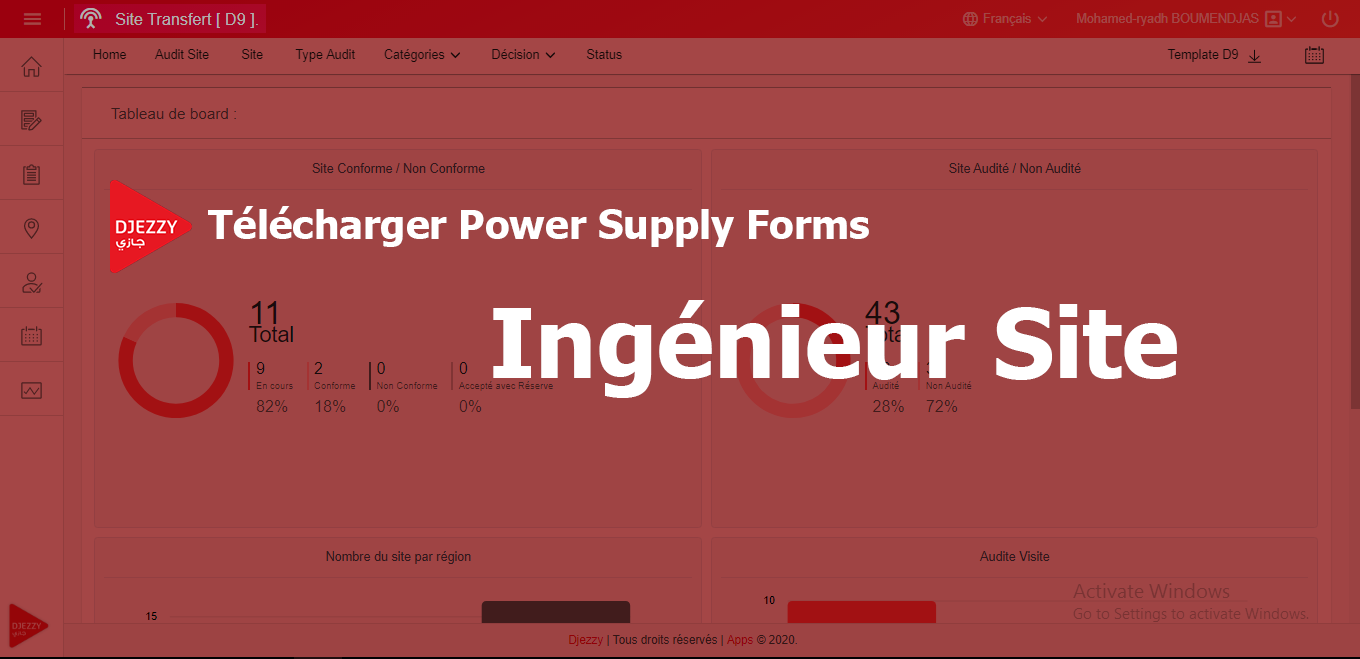 Site Transfert [ D9 ].
Français
Mohamed-ryadh BOUMENDJAS
Home Audit Site Site Type Audit Catégories Décision Status
Template D9
Tableau de board :
Site Conforme / Non Conforme
Site Audité / Non Audité
DJEZZY
جازي
Télécharger Power Supply Forms
Ingénieur Site
11
Total
9 2 0 0
En cours Conforme Non Conforme Accepté avec Réserve
82% 18% 0% 0%
43
Audité Non Audité
28% 72%
Nombre du site par région
Audite Visite
15
10
Activate Windows
Go to Settings to activate Windows.
DJEZZY
جازي
Djezzy | Tous droits réservés | Apps © 2020.